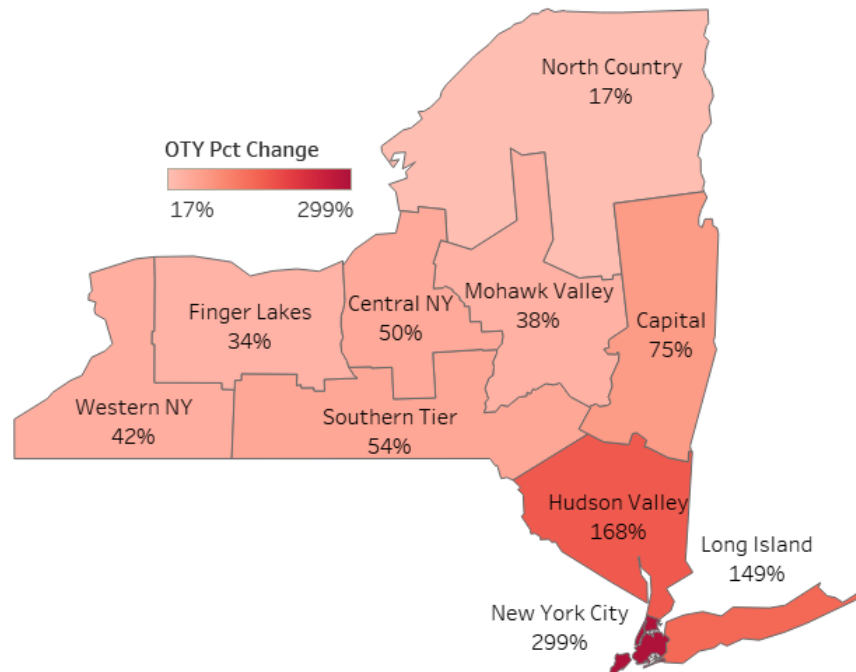 North Country
17%
OTY Pct Change
17% 299%
Finger Lakes
34%
Central NY
50%
Mohawk Valley
38%
Capital
75%
Western NY
42%
Southern Tier
54%
Hudson Valley
168%
Long Island
149%
New York City
299%